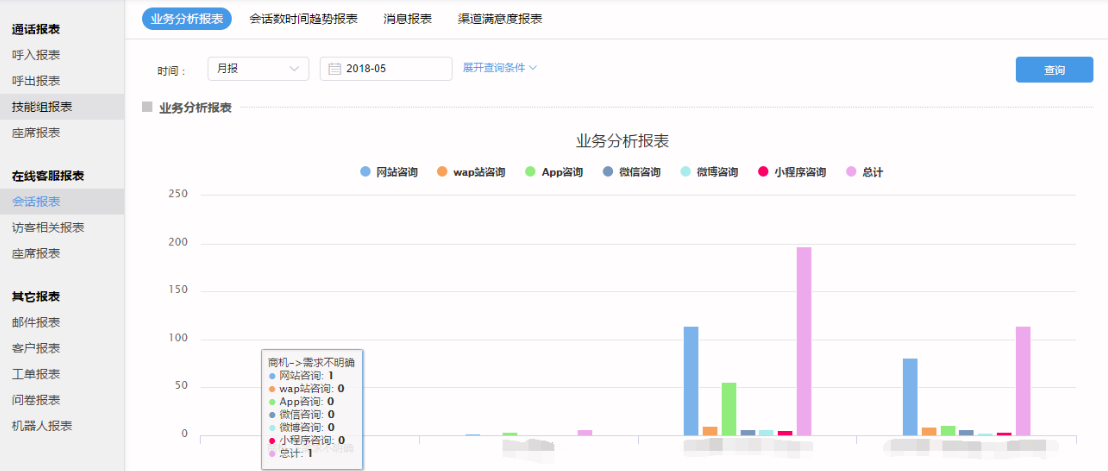 通话报表
呼入报表
呼出报表
技能组报表
座席报表
在线客服报表
会话报表
访客相关报表
座席报表
其它报表
邮件报表
客户报表
工单报表
问卷报表
机器人报表
业务分析报表 会话数时间趋势报表 消息报表 渠道满意度报表
时间： 月报 2018-05 展开查询条件 查询
业务分析报表
业务分析报表
网站咨询 wap站咨询 App咨询 微信咨询 微博咨询 小程序咨询 总计
250
200
150
100
50
0
商机->需求不明确
网站咨询: 1
wap站咨询: 0
App咨询: 0
微信咨询: 0
微博咨询: 0
小程序咨询: 0
总计: 1